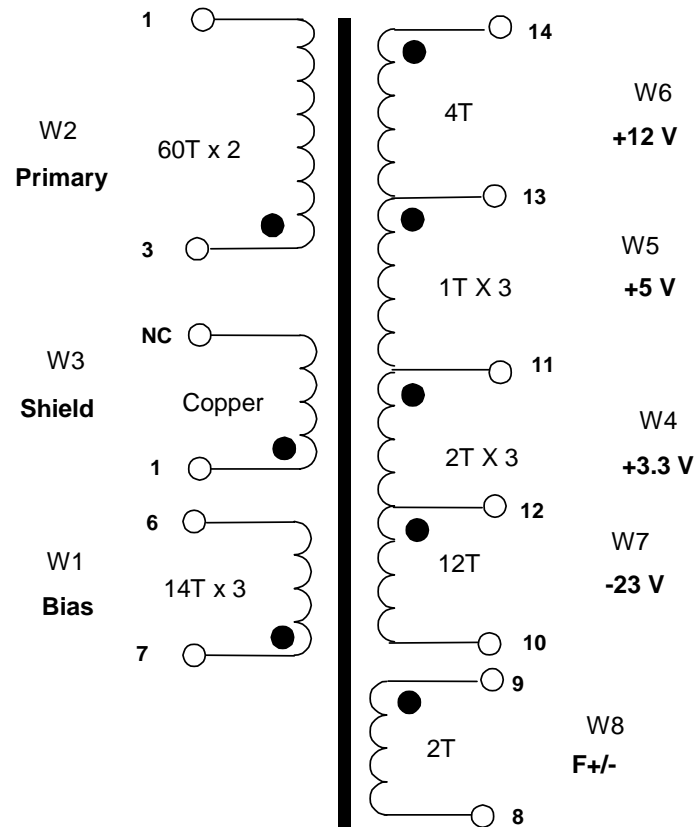 1
W2
Primary
60T x 2
3
NC
W3
Shield
Copper
1
6
W1
Bias
14T x 3
7
14
4T
W6
+12 V
13
W5
1T X 3
+5 V
11
W4
2T X 3
+3.3 V
12
W7
12T
-23 V
10
9
W8
2T
F+/-
8